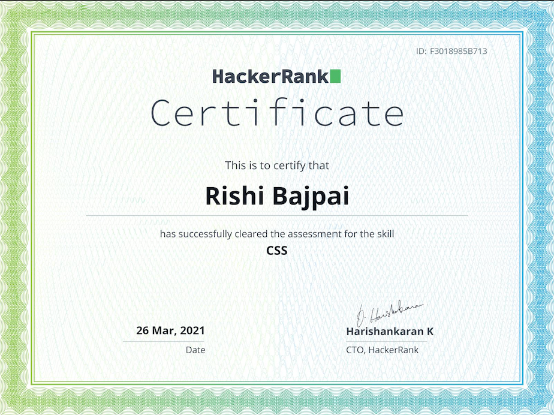 ID: F3018985B713
HackerRank
Certificate
This is to certify that
Rishi Bajpai
has successfully cleared the assessment for the skill
CSS
26 Mar, 2021
Date
Harishankaran K
CTO, HackerRank